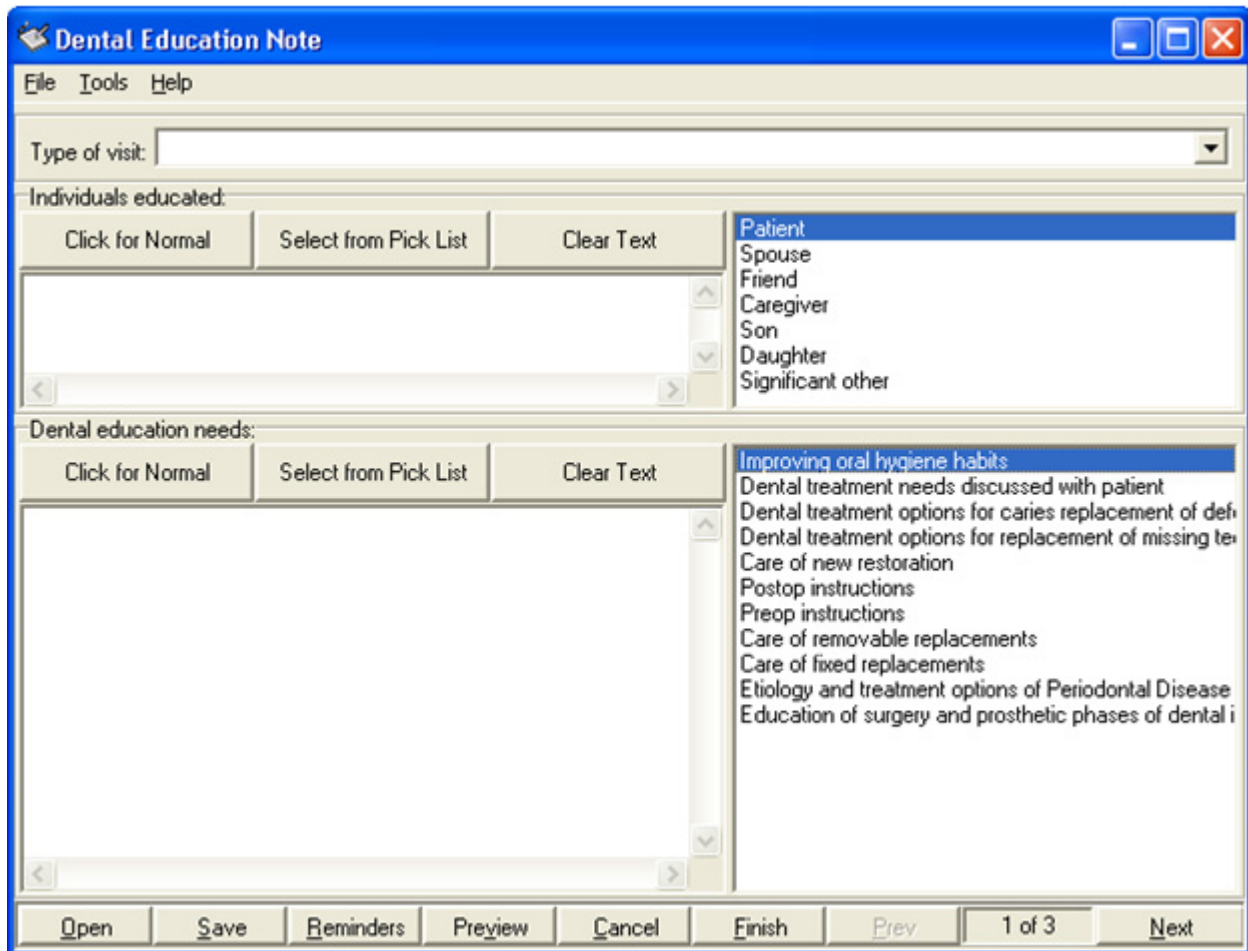 Dental Education Note
File Tools Help
Type of visit:
Individuals educated:
Click for Normal Select from Pick List Clear Text
Patient
Spouse
Friend
Caregiver
Son
Daughter
Significant other
Dental education needs:
Click for Normal Select from Pick List Clear Text
Improving oral hygiene habits
Dental treatment needs discussed with patient
Dental treatment options for caries replacement of def
Dental treatment options for replacement of missing te
Care of new restoration
Postop instructions
Preop instructions
Care of removable replacements
Care of fixed replacements
Etiology and treatment options of Periodontal Disease
Education of surgery and prosthetic phases of dental i
Open Save Reminders Preview Cancel Finish Prev 1 of 3 Next